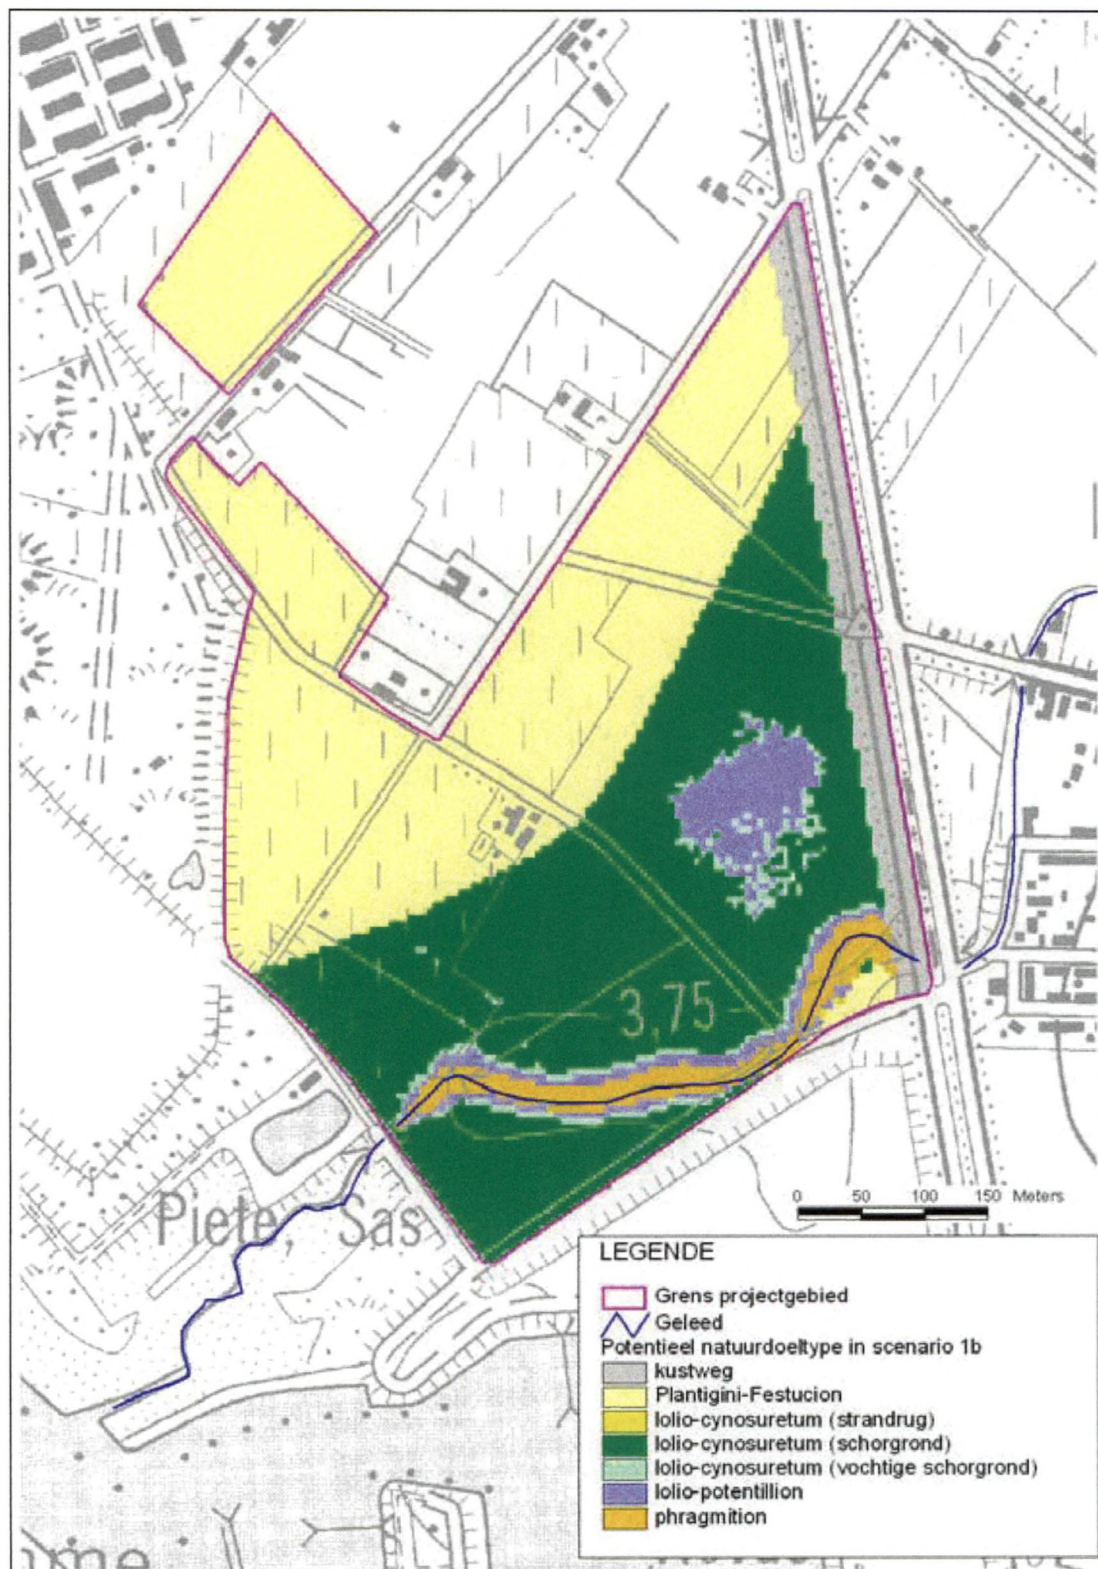 3,75
0 50 100 150 Meters
Piete, Sas
LEGENDE
Grens projectgebied
Geleed
Potentieel natuurdoeltype in scenario 1b
kustweg
Plantigini-Festucion
lolio-cynosuretum (strandrug)
lolio-cynosuretum (schorgrond)
lolio-cynosuretum (vochtige schorgrond)
lolio-potentillion
phragmition